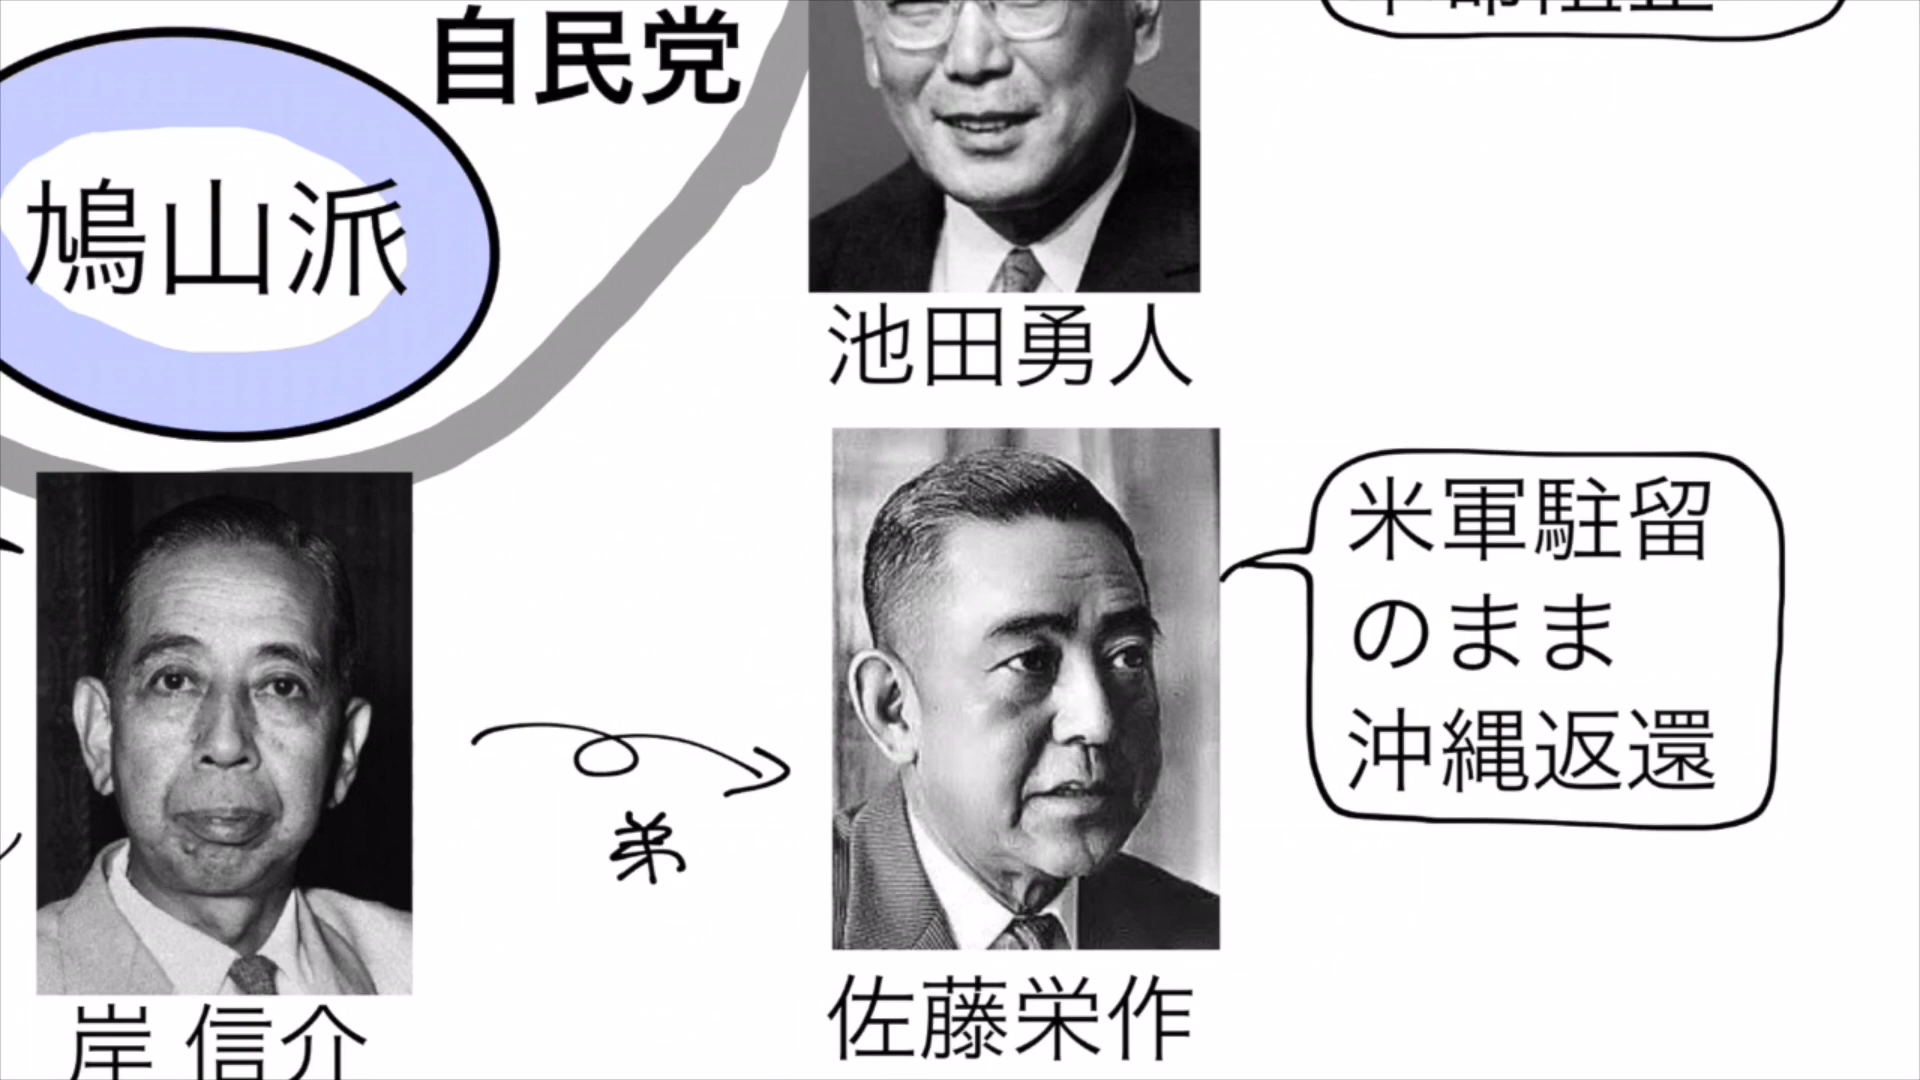 自民党
鳩山派
池田勇人
米軍駐留
のまま
沖縄返還
弟
佐藤栄作
岸 信介